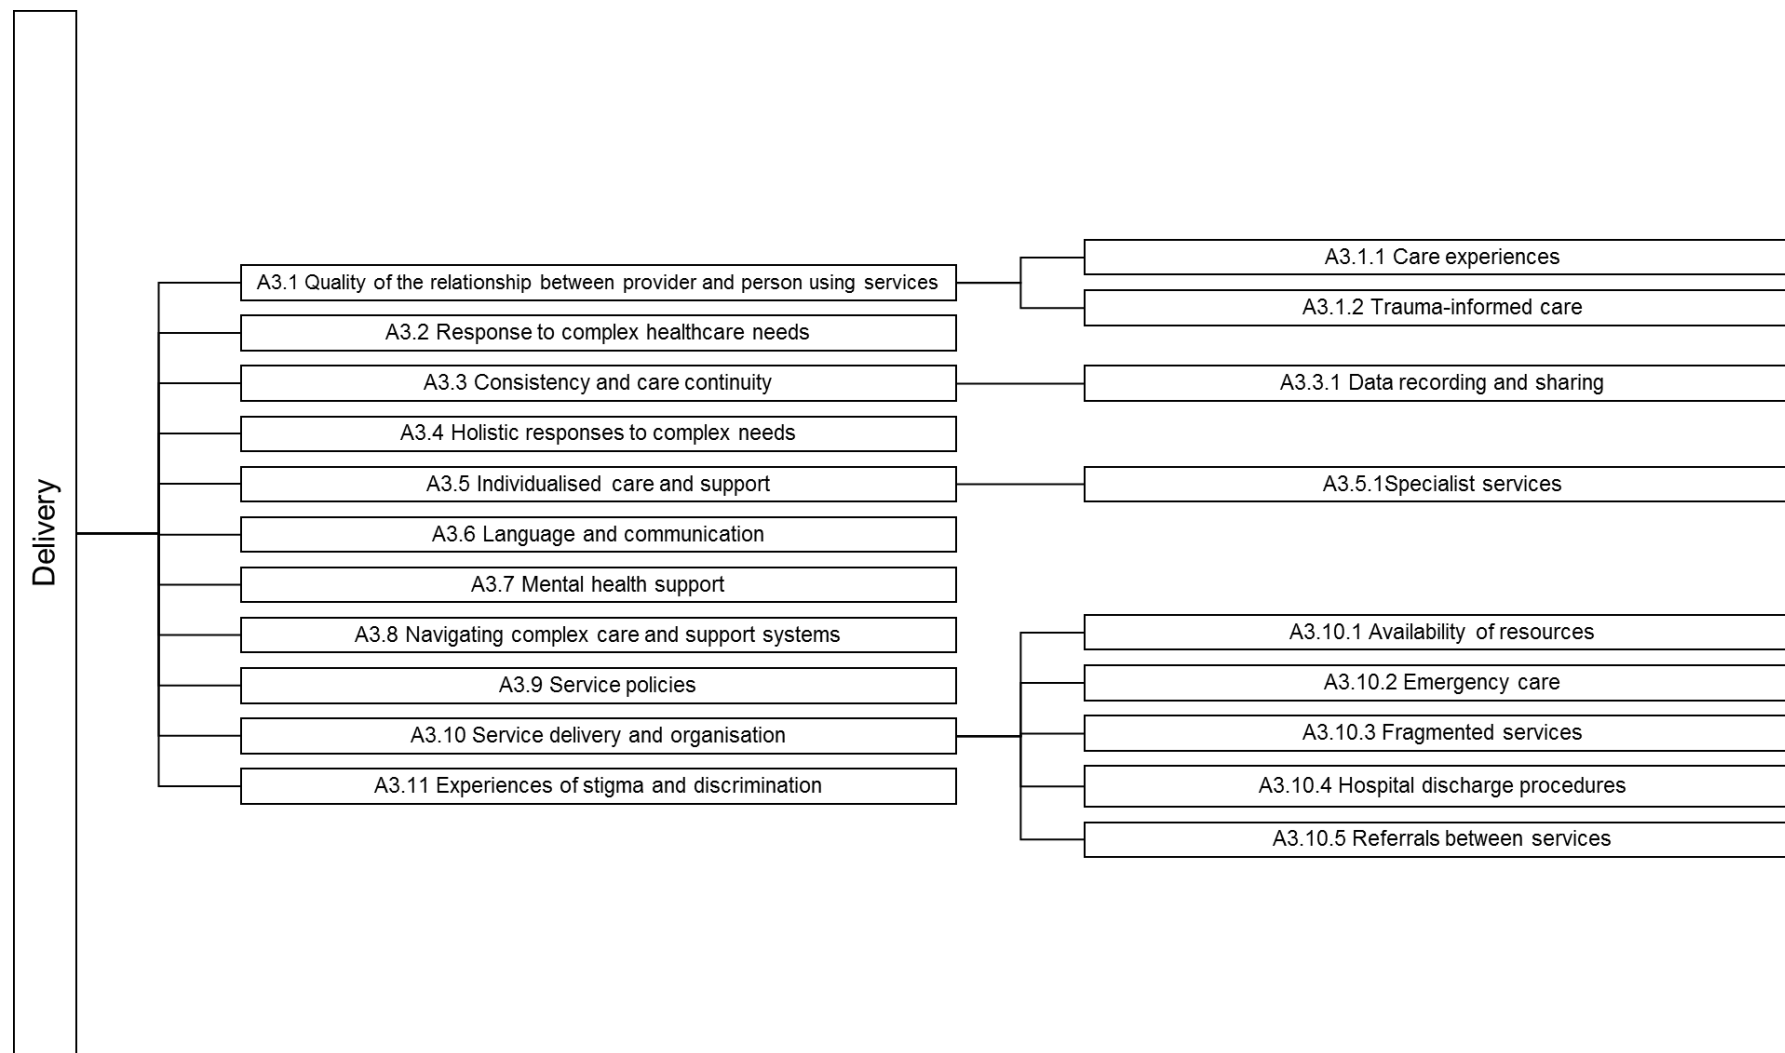 Delivery
A3.1 Quality of the relationship between provider and person using services
A3.2 Response to complex healthcare needs
A3.3 Consistency and care continuity
A3.4 Holistic responses to complex needs
A3.5 Individualised care and support
A3.6 Language and communication
A3.7 Mental health support
A3.8 Navigating complex care and support systems
A3.9 Service policies
A3.10 Service delivery and organisation
A3.11 Experiences of stigma and discrimination
A3.1.1 Care experiences
A3.1.2 Trauma-informed care
A3.3.1 Data recording and sharing
A3.5.1Specialist services
A3.10.1 Availability of resources
A3.10.2 Emergency care
A3.10.3 Fragmented services
A3.10.4 Hospital discharge procedures
A3.10.5 Referrals between services